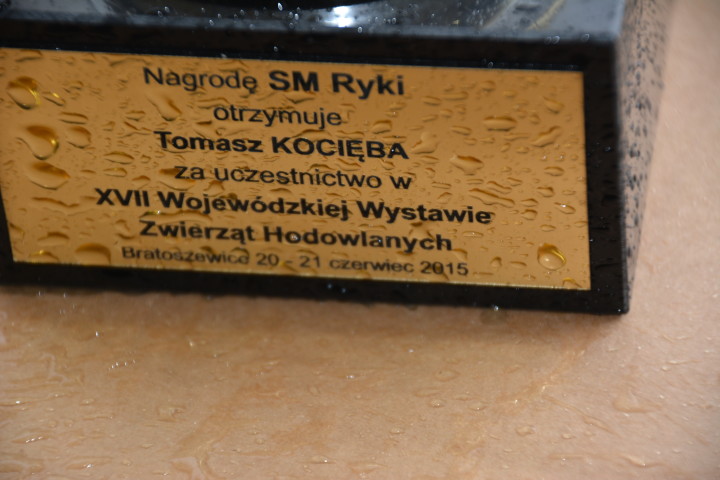 Nagrodę SM Ryki
otrzymuje
Tomasz KOCIĘBA
za uczestnictwo w
XVII Wojewódzkiej Wystawie
Zwierząt Hodowlanych
Bratoszewice 20 - 21 czerwiec 2015